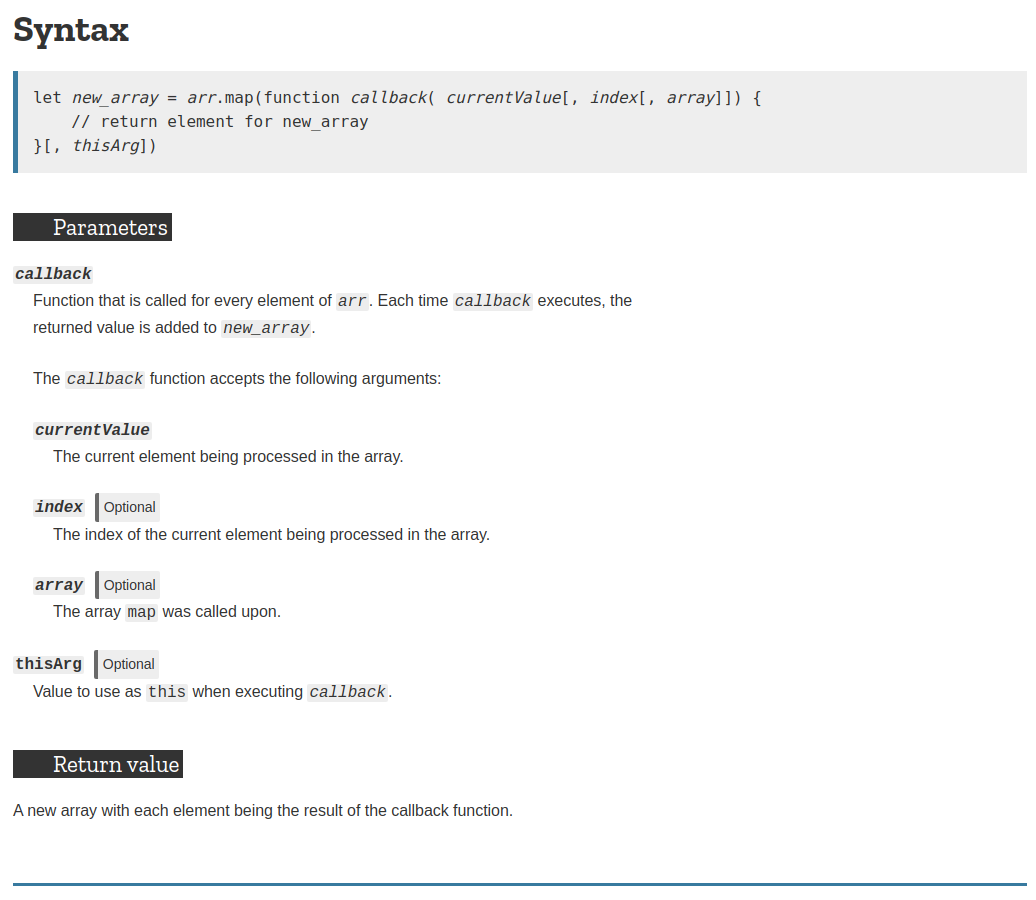 Syntax
let new_array = arr.map(function callback( currentValue[, index[, array]]) {
    // return element for new_array
}[, thisArg])
Parameters
callback
Function that is called for every element of arr. Each time callback executes, the
returned value is added to new_array.
The callback function accepts the following arguments:
currentValue
The current element being processed in the array.
index Optional
The index of the current element being processed in the array.
array Optional
The array map was called upon.
thisArg Optional
Value to use as this when executing callback.
Return value
A new array with each element being the result of the callback function.